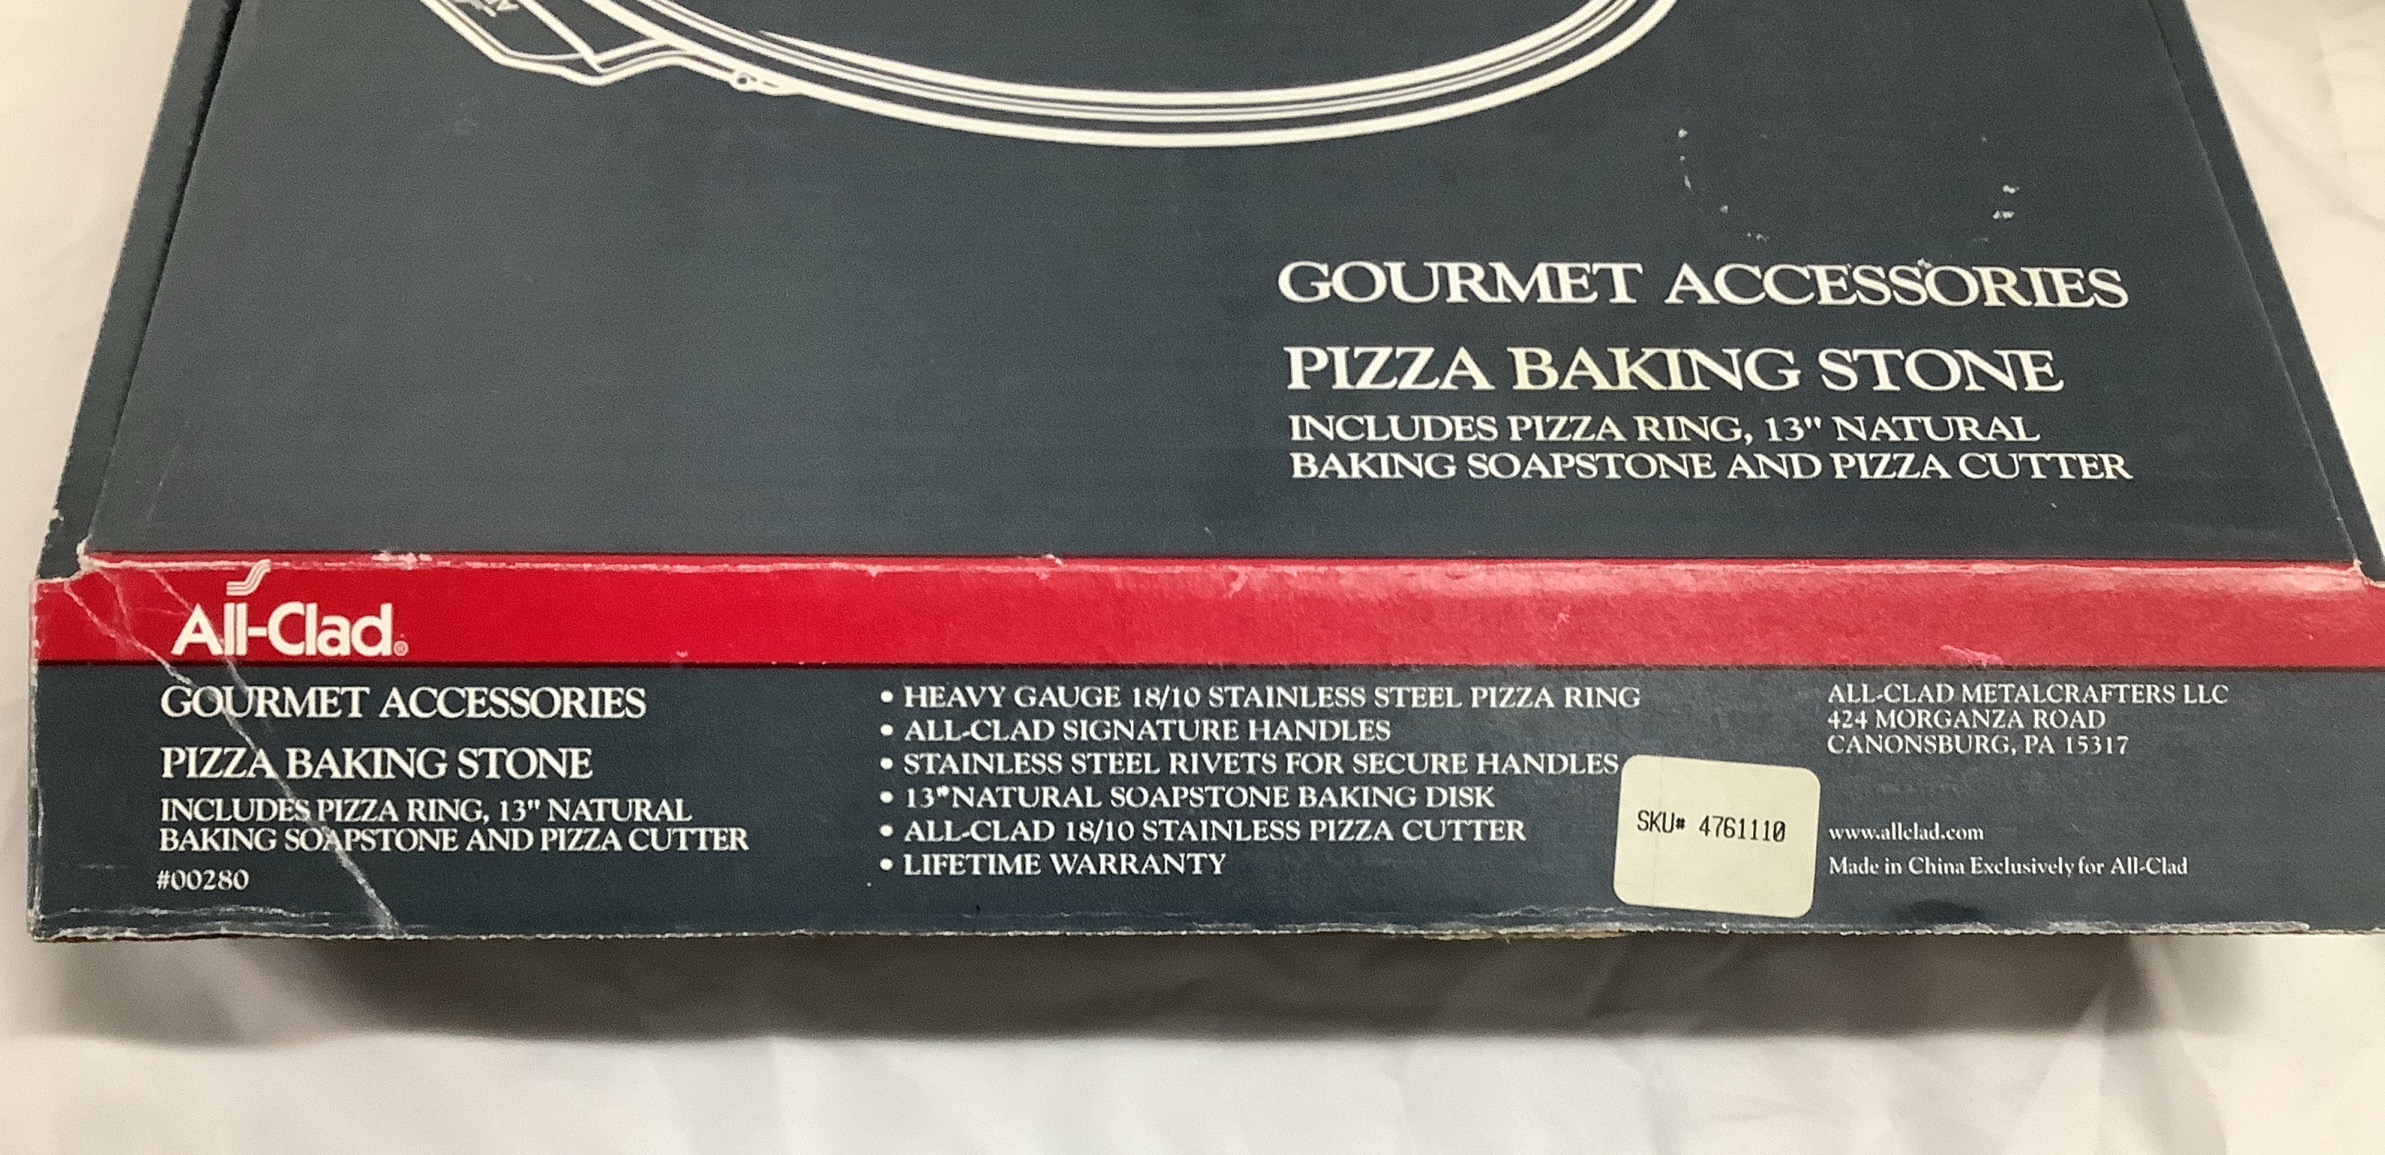 GOURMET ACCESSORIES
PIZZA BAKING STONE
INCLUDES PIZZA RING, 13" NATURAL
BAKING SOAPSTONE AND PIZZA CUTTER
All-Clad®
GOURMET ACCESSORIES
PIZZA BAKING STONE
INCLUDES PIZZA RING, 13" NATURAL
BAKING SOAPSTONE AND PIZZA CUTTER
#00280
• HEAVY GAUGE 18/10 STAINLESS STEEL PIZZA RING
• ALL-CLAD SIGNATURE HANDLES
• STAINLESS STEEL RIVETS FOR SECURE HANDLES
• 13" NATURAL SOAPSTONE BAKING DISK
• ALL-CLAD 18/10 STAINLESS PIZZA CUTTER
• LIFETIME WARRANTY
SKU# 4761110
ALL-CLAD METALCRAFTERS LLC
424 MORGANZA ROAD
CANONSBURG, PA 15317
www.allclad.com
Made in China Exclusively for All-Clad